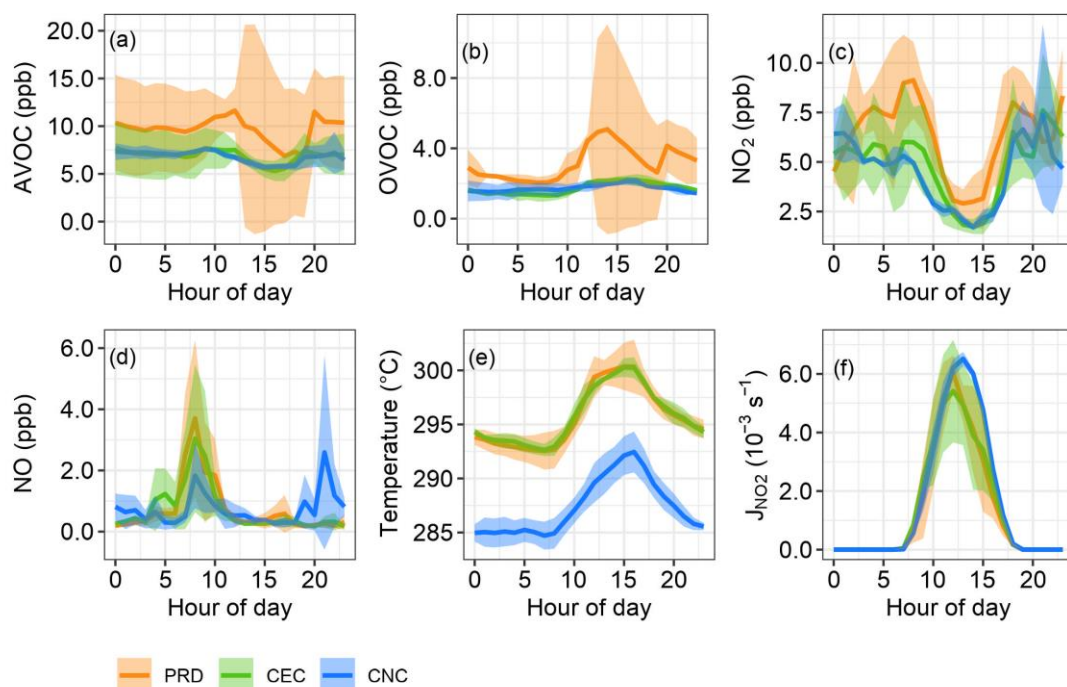 AVOC (ppb)
20.0
15.0
10.0
5.0
0.0
(a)
0 5 10 15 20
Hour of day
OVOC (ppb)
8.0
4.0
0.0
(b)
0 5 10 15 20
Hour of day
NO₂ (ppb)
10.0
7.5
5.0
2.5
(c)
0 5 10 15 20
Hour of day
NO (ppb)
6.0
4.0
2.0
0.0
(d)
0 5 10 15 20
Hour of day
Temperature (°C)
300
295
290
285
(e)
0 5 10 15 20
Hour of day
J_NO2 (10⁻³ s⁻¹)
6.0
4.0
2.0
0.0
(f)
0 5 10 15 20
Hour of day
PRD CEC CNC